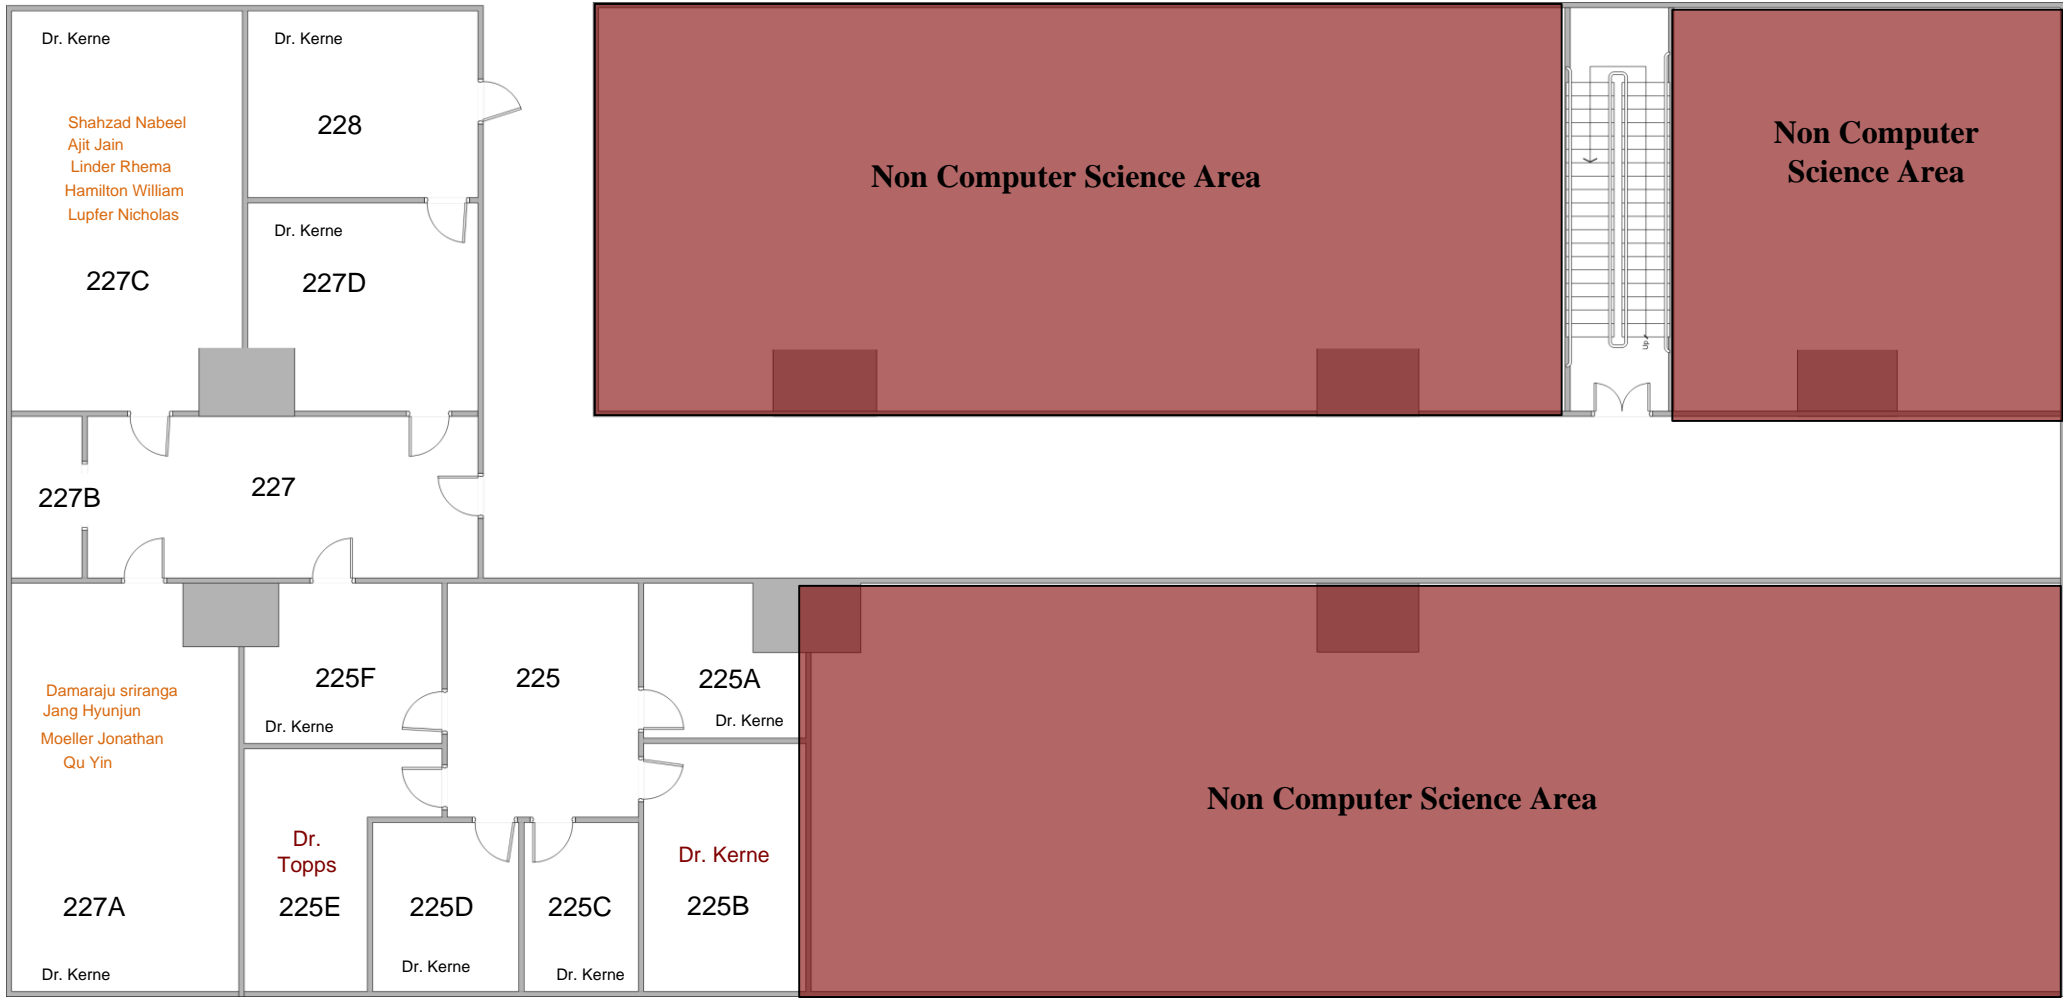 Dr. Kerne
Shahzad Nabeel
Ajit Jain
Linder Rhema
Hamilton William
Lupfer Nicholas
227C
Dr. Kerne
228
Dr. Kerne
227D
Non Computer Science Area
Up
Non Computer
Science Area
227B
227
Damaraju sriranga
Jang Hyunjun
Moeller Jonathan
Qu Yin
227A
Dr. Kerne
225F
Dr. Kerne
225
225A
Dr. Kerne
Dr.
Topps
225E
225D
Dr. Kerne
225C
Dr. Kerne
Dr. Kerne
225B
Non Computer Science Area